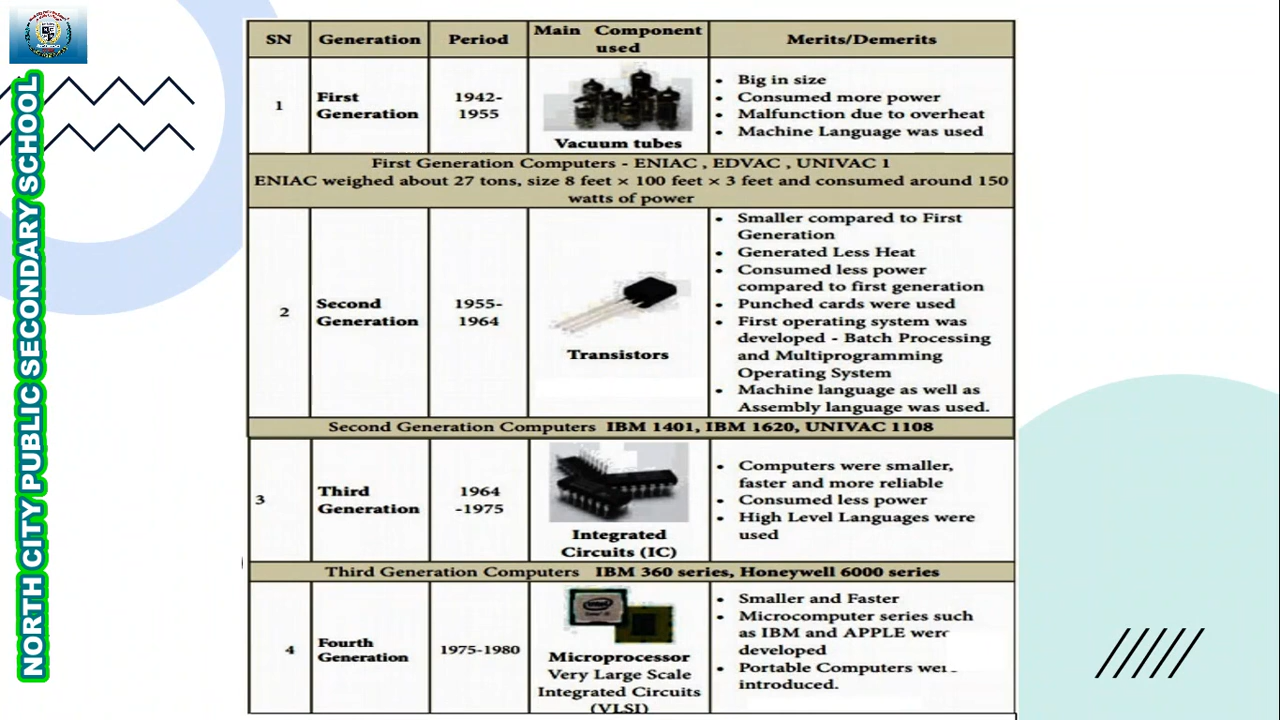 NORTH CITY PUBLIC SECONDARY SCHOOL
SN Generation Period Main Component used Merits/Demerits
1 First Generation 1942-1955 Vacuum tubes
• Big in size
• Consumed more power
• Malfunction due to overheat
• Machine Language was used
First Generation Computers - ENIAC , EDVAC , UNIVAC 1
ENIAC weighed about 27 tons, size 8 feet × 100 feet × 3 feet and consumed around 150
watts of power
2 Second Generation 1955-1964 Transistors
• Smaller compared to First
Generation
• Generated Less Heat
• Consumed less power
compared to first generation
• Punched cards were used
• First operating system was
developed - Batch Processing
and Multiprogramming
Operating System
• Machine language as well as
Assembly language was used.
Second Generation Computers IBM 1401, IBM 1620, UNIVAC 1108
3 Third Generation 1964 -1975 Integrated Circuits (IC)
• Computers were smaller,
faster and more reliable
• Consumed less power
• High Level Languages were
used
Third Generation Computers IBM 360 series, Honeywell 6000 series
4 Fourth Generation 1975-1980
Microprocessor
Very Large Scale
Integrated Circuits
(VLSI)
• Smaller and Faster
• Microcomputer series such
as IBM and APPLE were
developed
• Portable Computers
introduced.